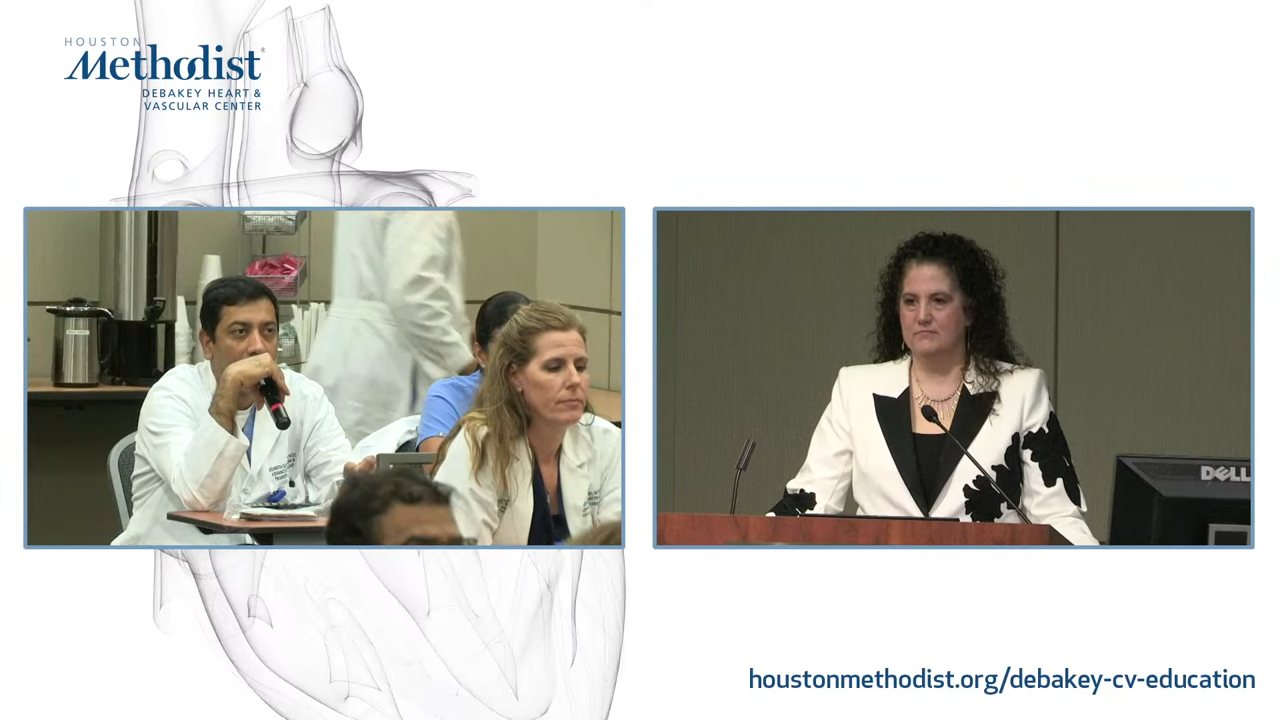 HOUSTON
Methodist®
DEBAKEY HEART &
VASCULAR CENTER
DELL
houstonmethodist.org/debakey-cv-education